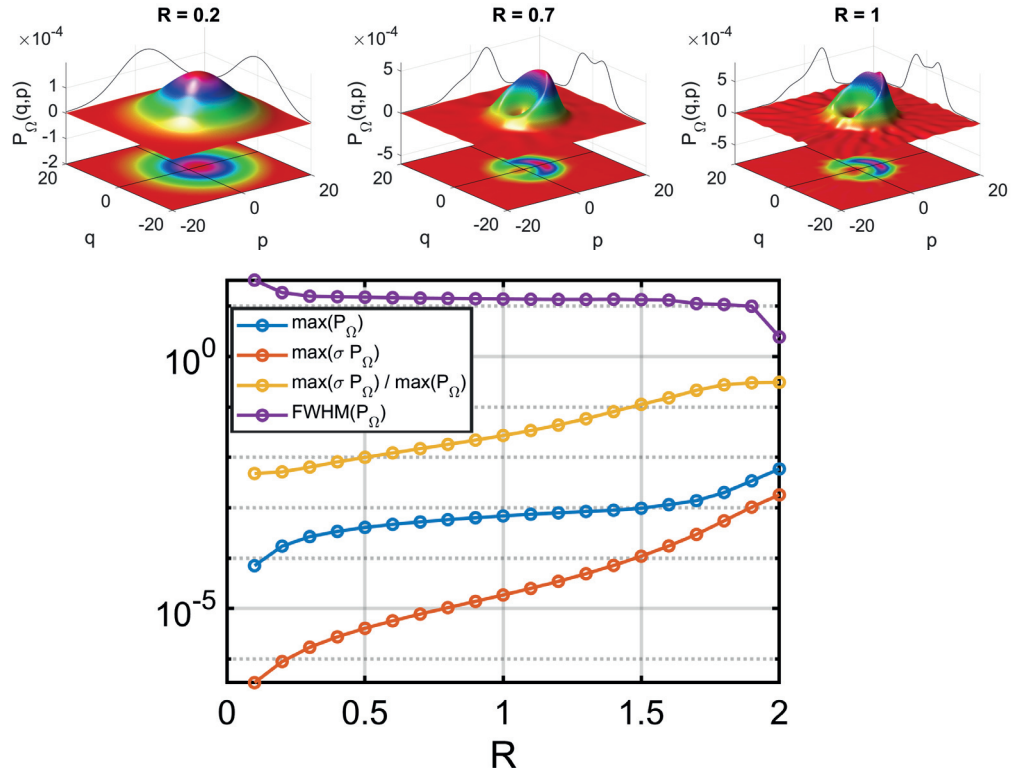 R = 0.2
R = 0.7
R = 1
×10⁻⁴
P_Ω(q,p)
1
0
-1
-2
20
0
-20
-20
0
20
q
p
×10⁻⁴
P_Ω(q,p)
5
0
-5
20
0
-20
-20
0
20
q
p
×10⁻⁴
P_Ω(q,p)
5
0
-5
20
0
-20
-20
0
20
q
p
max(P_Ω)
max(σ P_Ω)
max(σ P_Ω) / max(P_Ω)
FWHM(P_Ω)
10⁰
10⁻⁵
0
0.5
1
1.5
2
R